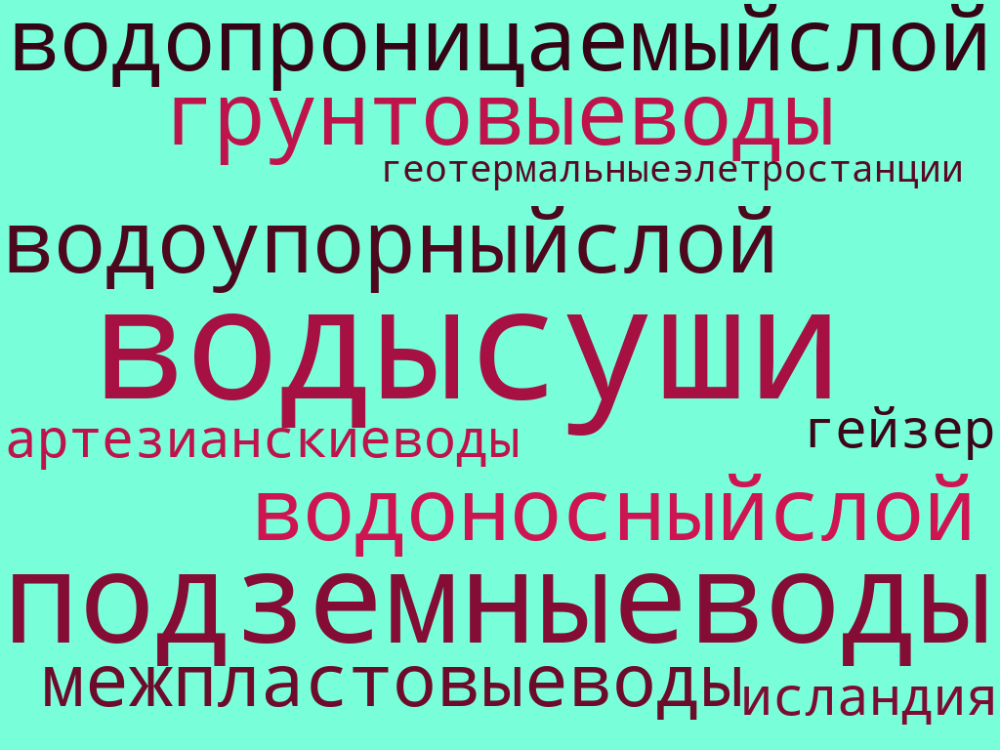 водопроницаемыйслой
грунтовыеводы
геотермальныеэлетростанции
водоупорныйслой
водысуши
гейзер
артезианскиеводы
водоносныйслой
подземныеводы
межпластовыеводы
исландия